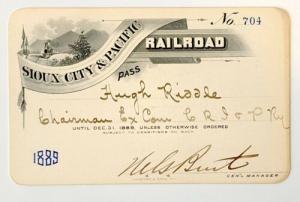 No. 704
SIOUX CITY & PACIFIC
RAILROAD
PASS
Hugh Riddle
Chairman Ex Com C R I & P Ry
UNTIL DEC. 31 1889, UNLESS OTHERWISE ORDERED
SUBJECT TO CONDITIONS ON BACK
1889
GEN'L MANAGER